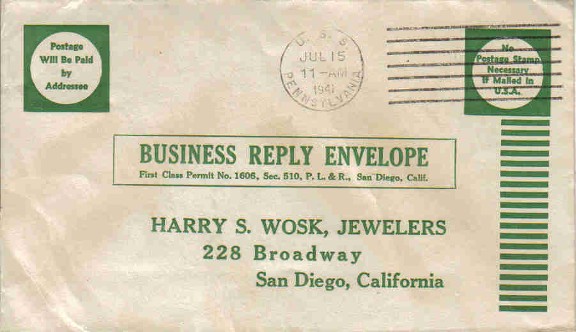 Postage
Will Be Paid
by
Addressee
U. S. S.
JUL 15
11-AM
1941
PENNSYLVANIA
No
Postage Stamp
Necessary
If Mailed in
U.S.A.
BUSINESS REPLY ENVELOPE
First Class Permit No. 1606, Sec. 510, P. L. & R., San Diego, Calif.
HARRY S. WOSK, JEWELERS
228 Broadway
San Diego, California